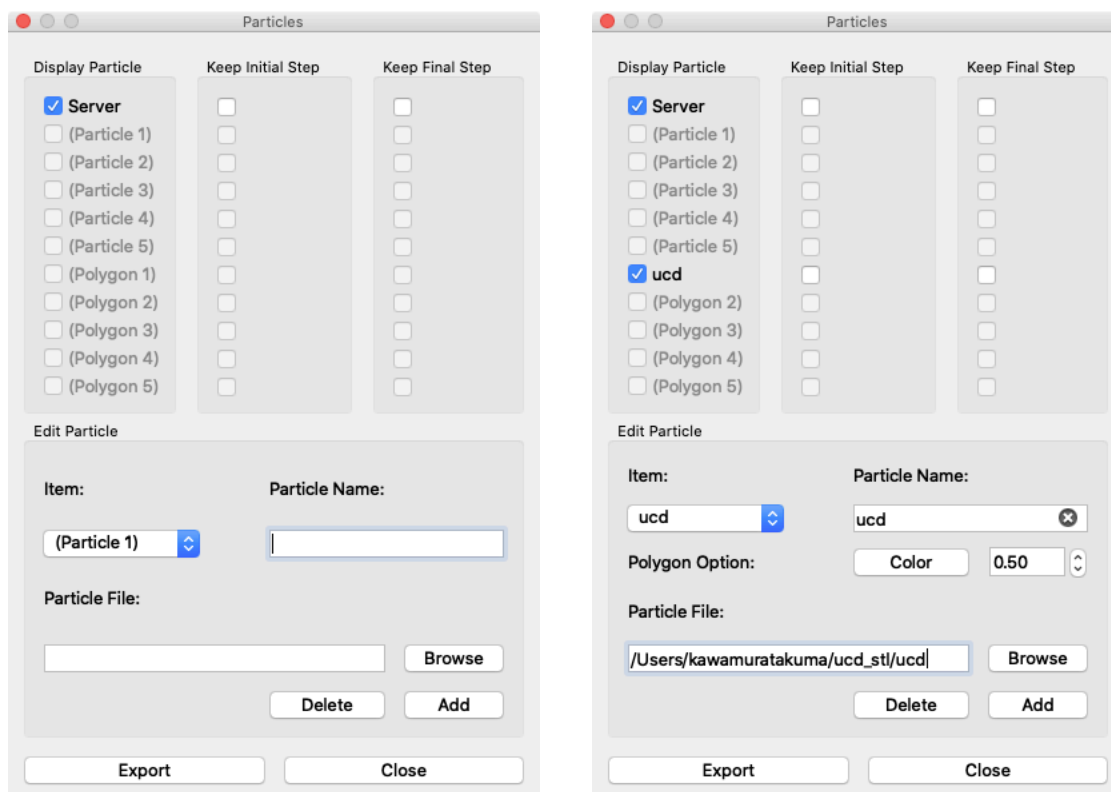 Particles
Display Particle Keep Initial Step Keep Final Step
Server
(Particle 1)
(Particle 2)
(Particle 3)
(Particle 4)
(Particle 5)
(Polygon 1)
(Polygon 2)
(Polygon 3)
(Polygon 4)
(Polygon 5)
Edit Particle
Item: Particle Name:
(Particle 1)
Particle File:
Browse
Delete Add
Export Close
Particles
Display Particle Keep Initial Step Keep Final Step
Server
(Particle 1)
(Particle 2)
(Particle 3)
(Particle 4)
(Particle 5)
ucd
(Polygon 2)
(Polygon 3)
(Polygon 4)
(Polygon 5)
Edit Particle
Item: Particle Name:
ucd ucd
Polygon Option: Color 0.50
Particle File:
/Users/kawamuratakuma/ucd_stl/ucd Browse
Delete Add
Export Close